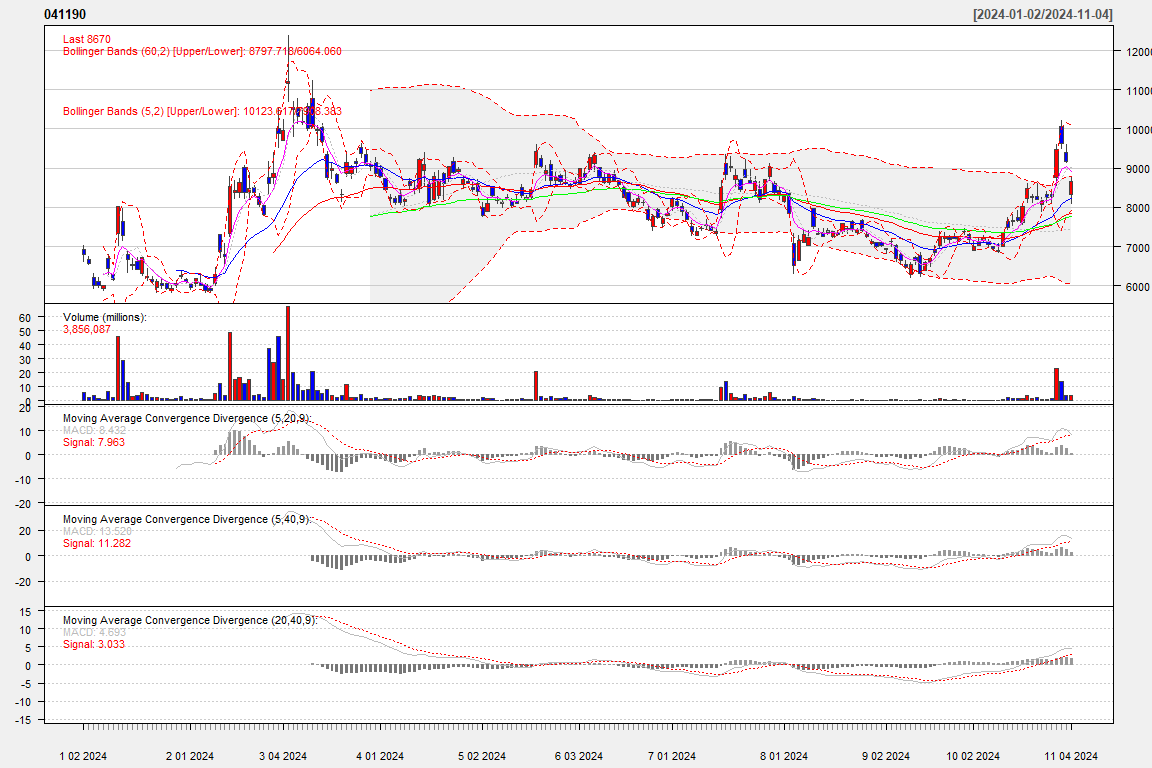 041190 [2024-01-02/2024-11-04]
Last 8670
Bollinger Bands (60,2) [Upper/Lower]: 8797.718/6064.060
Bollinger Bands (5,2) [Upper/Lower]:
12000
11000
10000
9000
8000
7000
6000
Volume (millions):
3,856,087
60
50
40
30
20
10
0
Moving Average Convergence Divergence (5,20,9):
MACD: 8.432
Signal: 7.963
20
10
0
-10
-20
Moving Average Convergence Divergence (5,40,9):
MACD: 13.520
Signal: 11.282
20
0
-20
Moving Average Convergence Divergence (20,40,9):
MACD: 4.693
Signal: 3.033
15
10
5
0
-5
-10
-15
1 02 2024 2 01 2024 3 04 2024 4 01 2024 5 02 2024 6 03 2024 7 01 2024 8 01 2024 9 02 2024 10 02 2024 11 04 2024